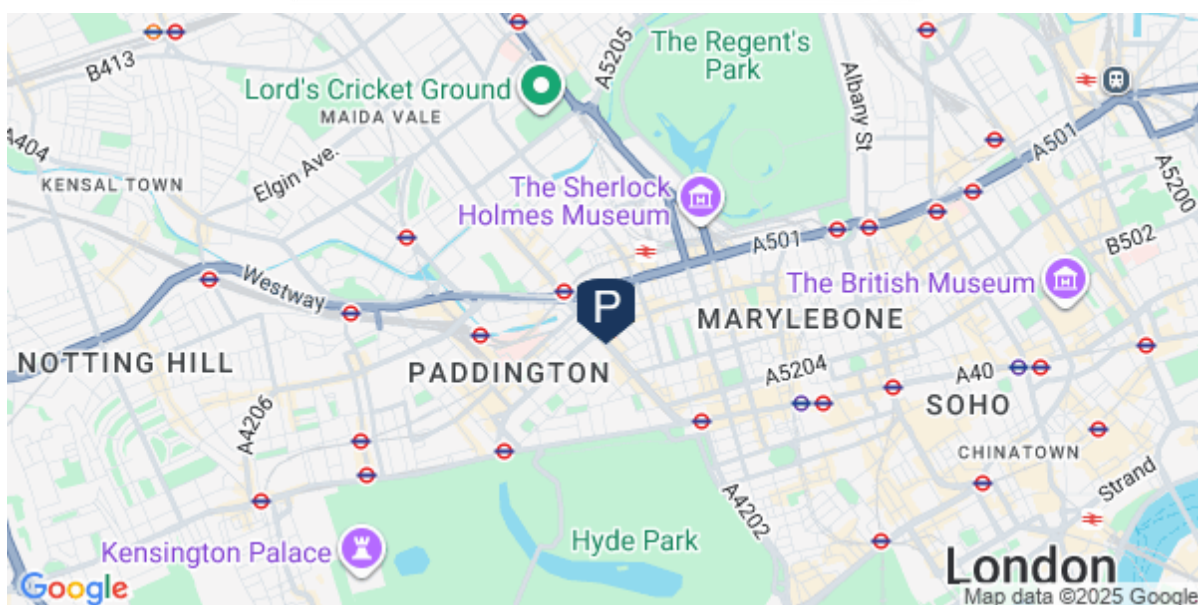 B413
A5205
The Regent's
Park
Lord's Cricket Ground
MAIDA VALE
Albany St
A501
A404
Elgin Ave.
KENSAL TOWN
A5200
The Sherlock
Holmes Museum
A501
B502
Westway
The British Museum
P
MARYLEBONE
NOTTING HILL
PADDINGTON
A5204
A40
SOHO
A4206
CHINATOWN
A4202
Strand
Hyde Park
Kensington Palace
London
Google
Map data ©2025 Google